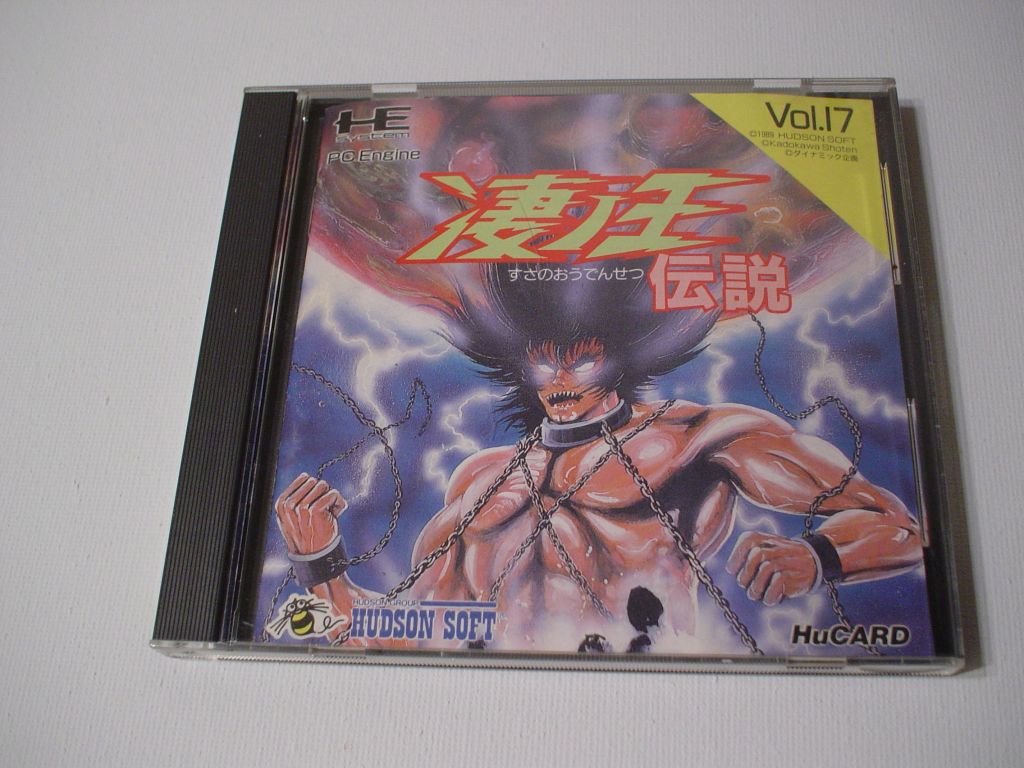 HE
SYSTEM
PC Engine
Vol.17
©1989 HUDSON SOFT
©Kadokawa Shoten
©ダイナミック企画
凄ノ王
すさのおうでんせつ
伝説
HUDSON GROUP
HUDSON SOFT
HuCARD